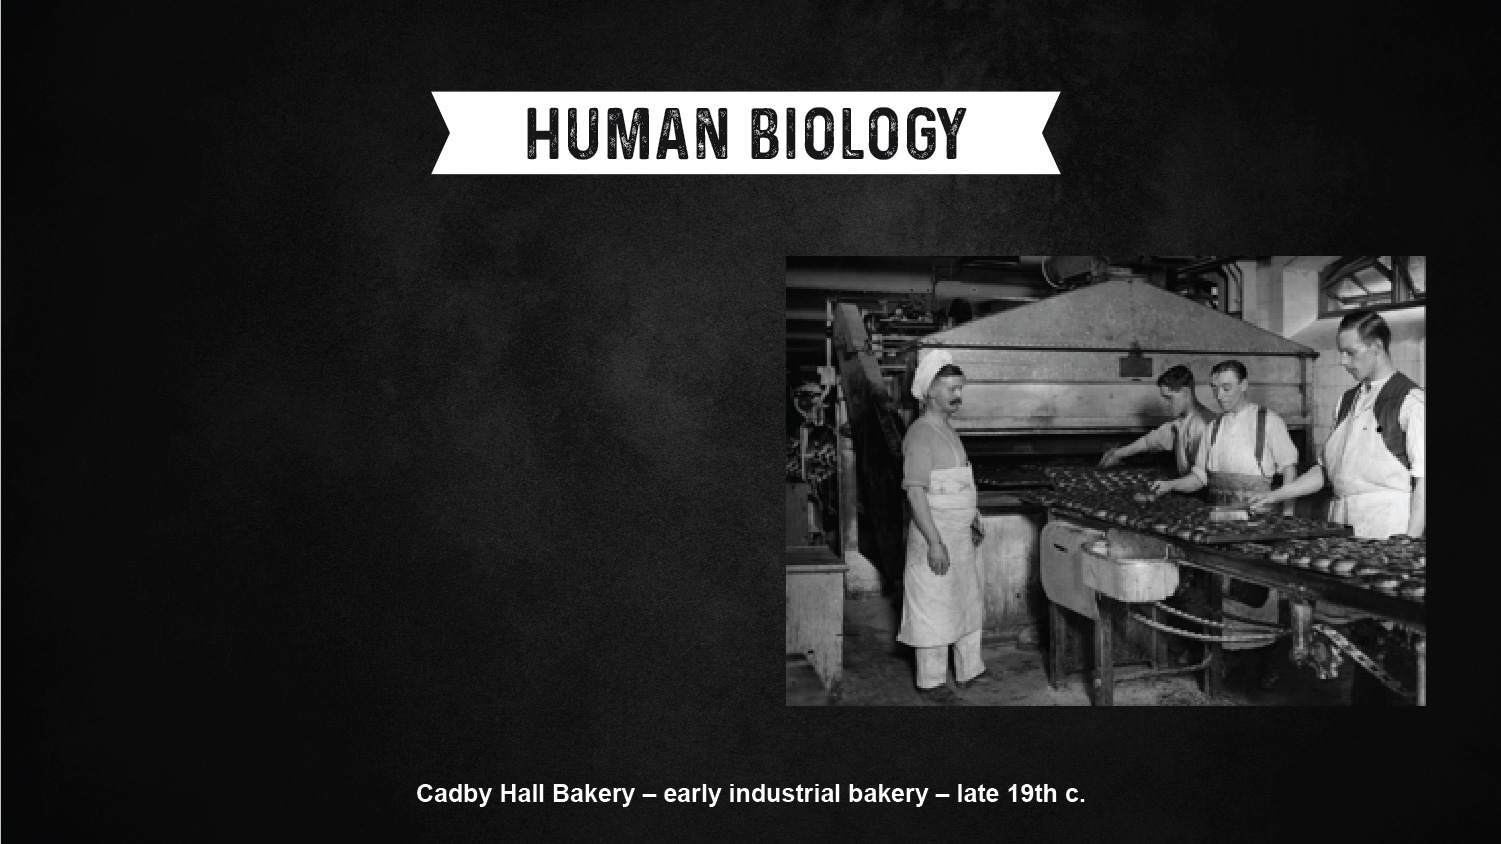 HUMAN BIOLOGY
Cadby Hall Bakery – early industrial bakery – late 19th c.